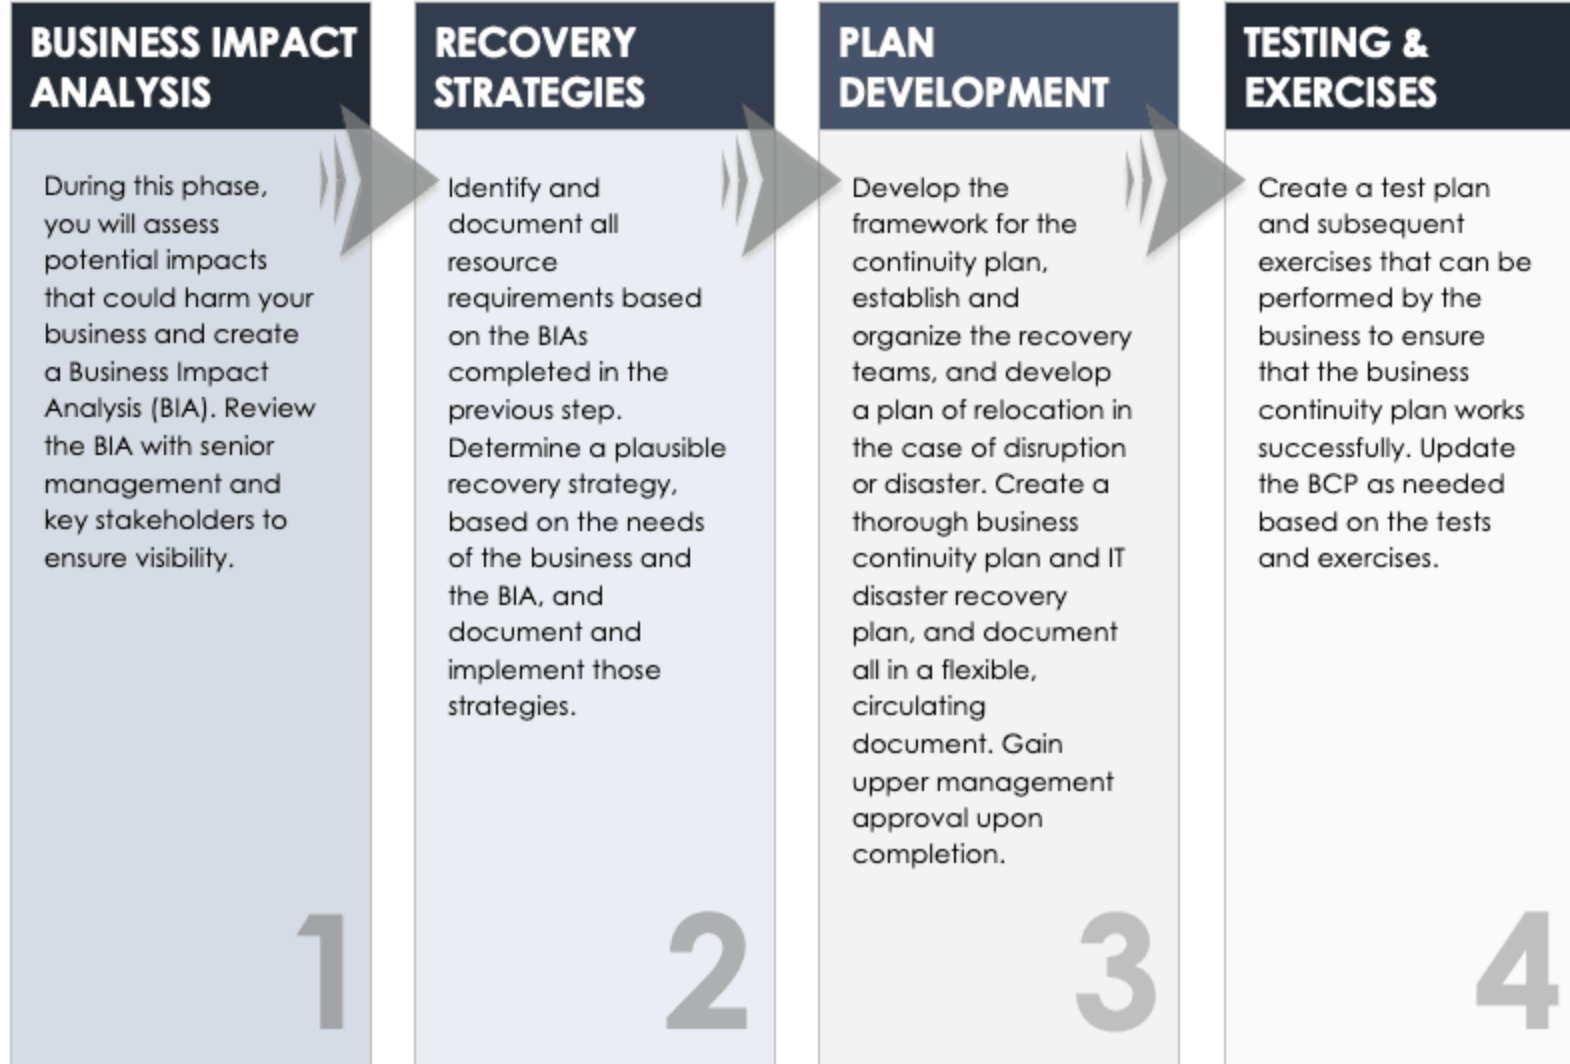 BUSINESS IMPACT
ANALYSIS
During this phase,
you will assess
potential impacts
that could harm your
business and create
a Business Impact
Analysis (BIA). Review
the BIA with senior
management and
key stakeholders to
ensure visibility.
1
RECOVERY
STRATEGIES
Identify and
document all
resource
requirements based
on the BIAs
completed in the
previous step.
Determine a plausible
recovery strategy,
based on the needs
of the business and
the BIA, and
document and
implement those
strategies.
2
PLAN
DEVELOPMENT
Develop the
framework for the
continuity plan,
establish and
organize the recovery
teams, and develop
a plan of relocation in
the case of disruption
or disaster. Create a
thorough business
continuity plan and IT
disaster recovery
plan, and document
all in a flexible,
circulating
document. Gain
upper management
approval upon
completion.
3
TESTING &
EXERCISES
Create a test plan
and subsequent
exercises that can be
performed by the
business to ensure
that the business
continuity plan works
successfully. Update
the BCP as needed
based on the tests
and exercises.
4